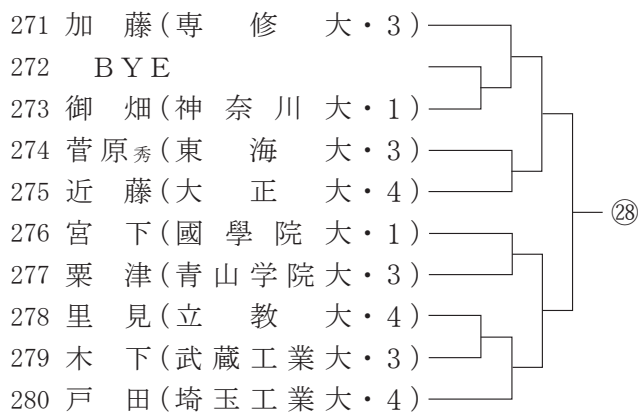 271 加藤(専修大・3)
272 BYE
273 御畑(神奈川大・1)
274 菅原秀(東海大・3)
275 近藤(大正大・4)
276 宮下(國學院大・1)
277 粟津(青山学院大・3)
278 里見(立教大・4)
279 木下(武蔵工業大・3)
280 戸田(埼玉工業大・4)
㉘